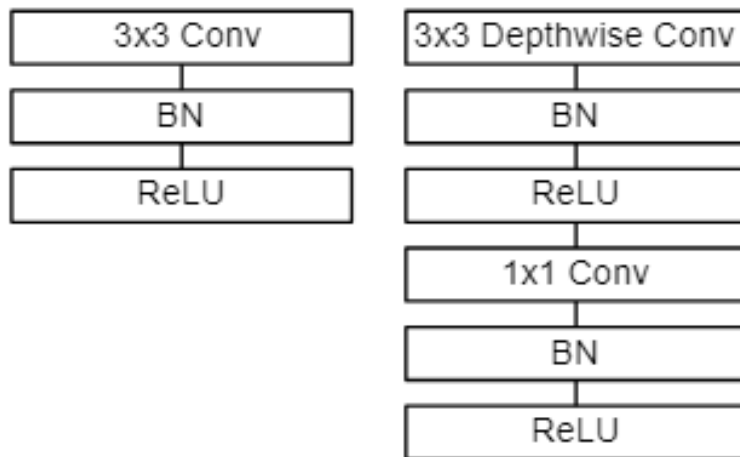 3x3 Conv
BN
ReLU
3x3 Depthwise Conv
BN
ReLU
1x1 Conv
BN
ReLU